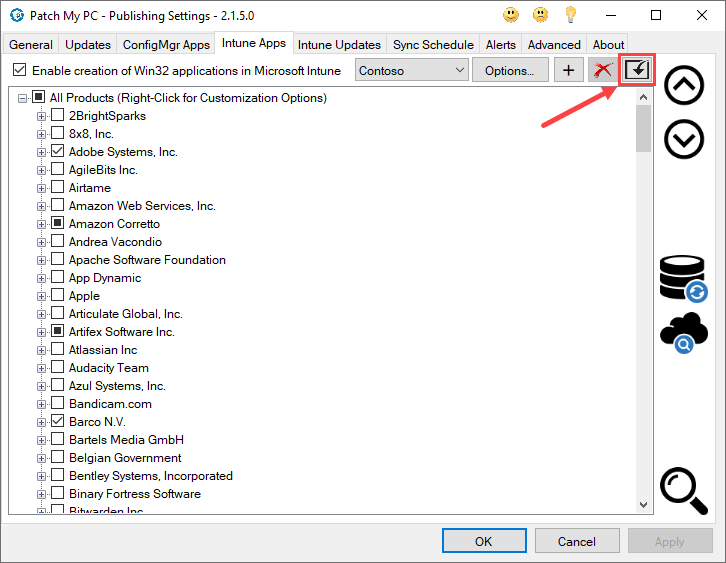 Patch My PC - Publishing Settings - 2.1.5.0
General Updates ConfigMgr Apps Intune Apps Intune Updates Sync Schedule Alerts Advanced About
Enable creation of Win32 applications in Microsoft Intune Contoso Options... +
All Products (Right-Click for Customization Options)
2BrightSparks
8x8, Inc.
Adobe Systems, Inc.
AgileBits Inc.
Airtame
Amazon Web Services, Inc.
Amazon Corretto
Andrea Vacondio
Apache Software Foundation
App Dynamic
Apple
Articulate Global, Inc.
Artifex Software Inc.
Atlassian Inc
Audacity Team
Azul Systems, Inc.
Bandicam.com
Barco N.V.
Bartels Media GmbH
Belgian Government
Bentley Systems, Incorporated
Binary Fortress Software
Bitwarden Inc
OK Cancel Apply